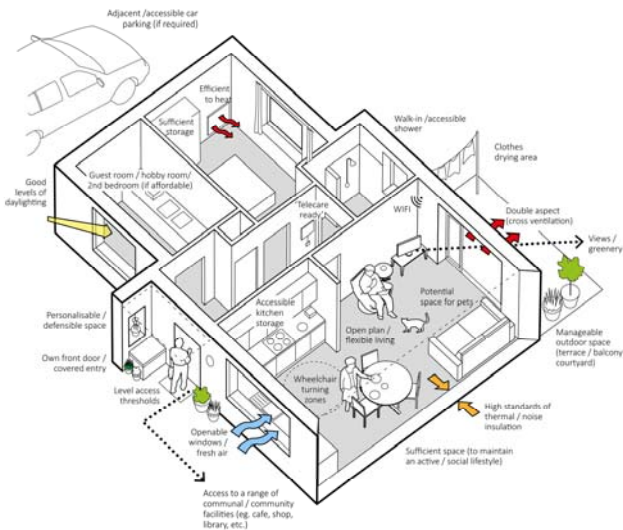 Adjacent /accessible car
parking (if required)
Efficient
to heat
Sufficient
storage
Walk-in /accessible
shower
Clothes
drying area
Guest room / hobby room/
2nd bedroom (if affordable)
Good
levels of
daylighting
Telecare
ready
WIFI
Double aspect
(cross ventilation)
Views /
greenery
Personalisable /
defensible space
Accessible
kitchen
storage
Potential
space for pets
Open plan /
flexible living
Manageable
outdoor space
(terrace / balcony
courtyard)
Own front door /
covered entry
Level access
thresholds
Wheelchair
turning
zones
Openable
windows /
fresh air
High standards of
thermal / noise
insulation
Sufficient space (to maintain
an active / social lifestyle)
Access to a range of
communal / community
facilities (eg. cafe, shop,
library, etc.)